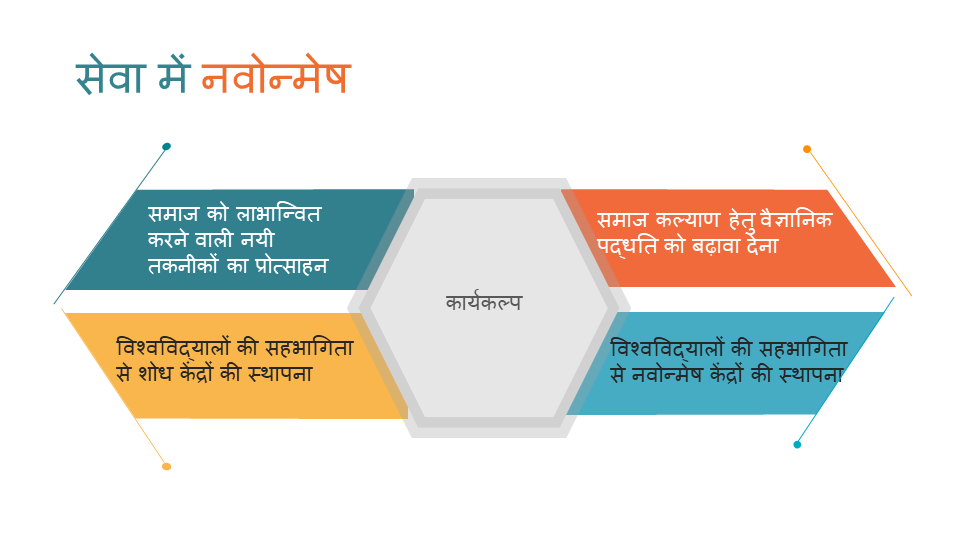 सेवा में नवोन्मेष
समाज को लाभान्वित
करने वाली नयी
तकनीकों का प्रोत्साहन
समाज कल्याण हेतु वैज्ञानिक
पद्धति को बढ़ावा देना
कार्यकल्प
विश्वविद्यालों की सहभागिता
से शोध केंद्रों की स्थापना
विश्वविद्यालों की सहभागिता
से नवोन्मेष केंद्रों की स्थापना